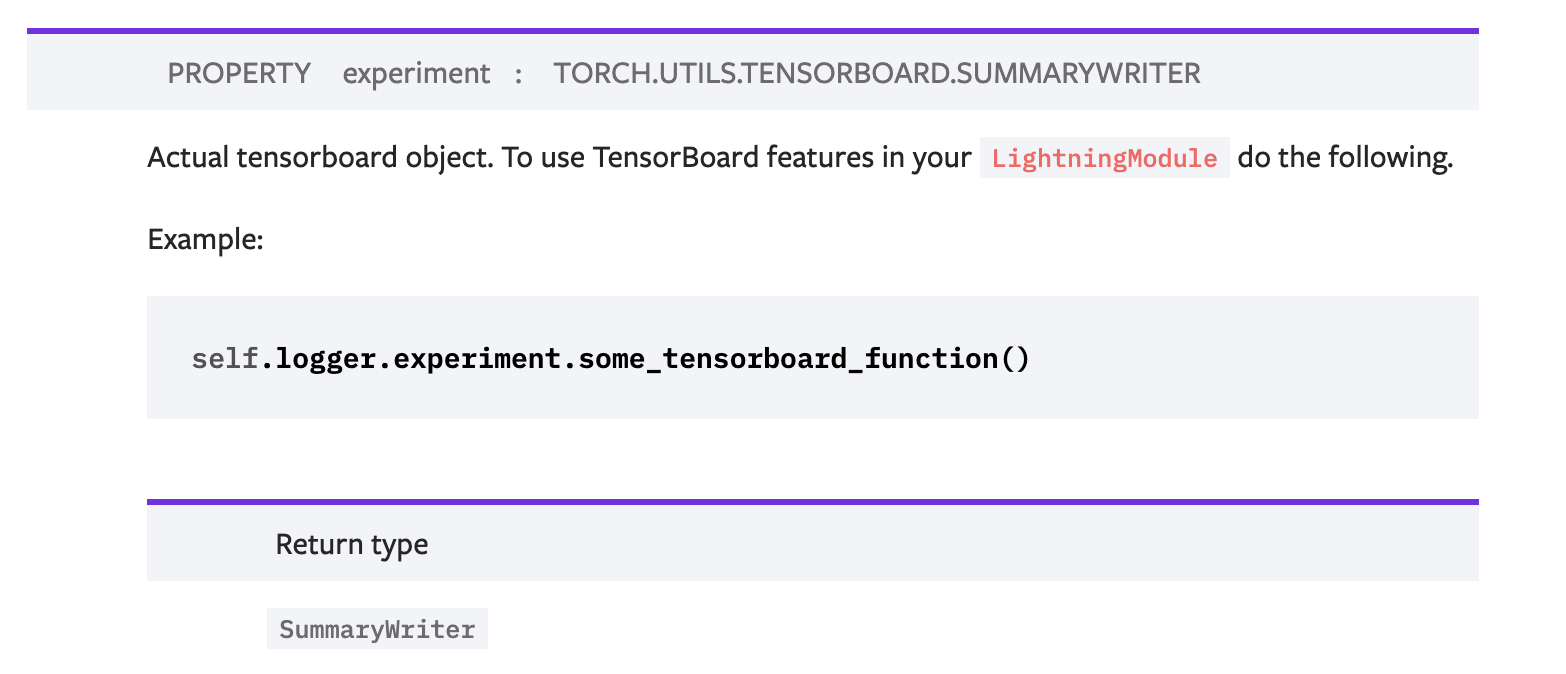 PROPERTY experiment : TORCH.UTILS.TENSORBOARD.SUMMARYWRITER
Actual tensorboard object. To use TensorBoard features in your LightningModule do the following.
Example:
self.logger.experiment.some_tensorboard_function()
Return type
SummaryWriter